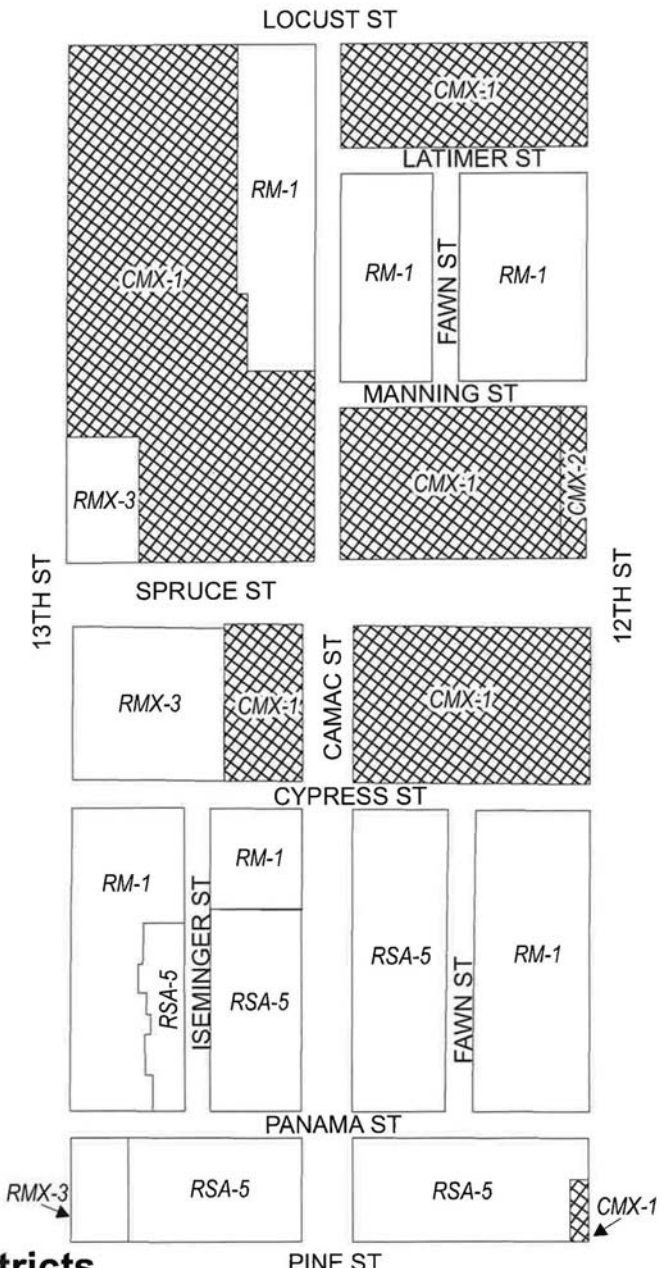 LOCUST ST
CMX-1
LATIMER ST
RM-1
CMX-1
RM-1
FAWN ST
RM-1
MANNING ST
CMX-1
CMX-2
RMX-3
13TH ST
SPRUCE ST
12TH ST
RMX-3
CMX-1
CAMAC ST
CMX-1
CYPRESS ST
RM-1
ISEMINGER ST
RM-1
RSA-5
RSA-5
RSA-5
FAWN ST
RM-1
PANAMA ST
RMX-3
RSA-5
RSA-5
CMX-1
tricts
PINE ST